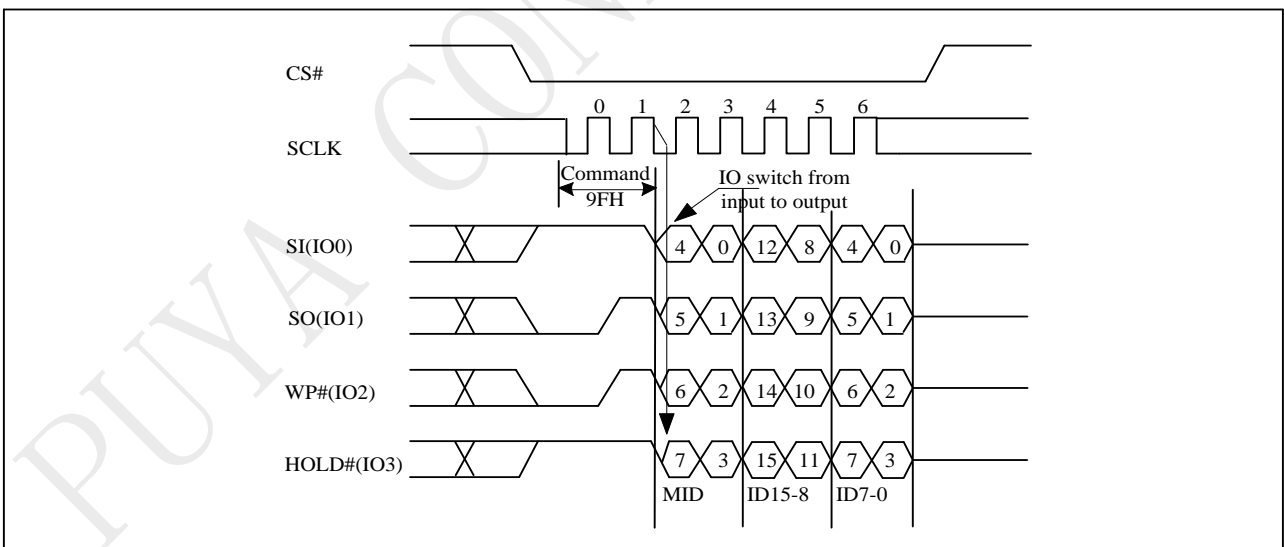 PUYA CON
CS#
0 1 2 3 4 5 6
SCLK
Command
9FH
IO switch from
input to output
SI(IO0)
4 0 12 8 4 0
SO(IO1)
5 1 13 9 5 1
WP#(IO2)
6 2 14 10 6 2
HOLD#(IO3)
7 3 15 11 7 3
MID ID15-8 ID7-0